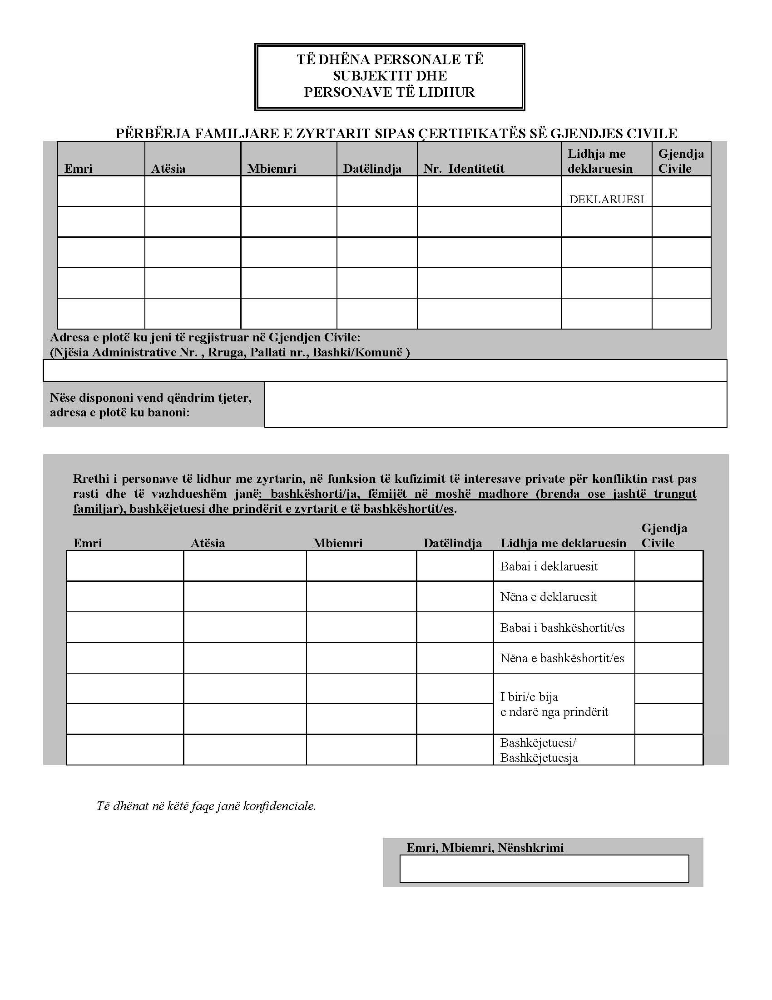 TË DHËNA PERSONALE TË
SUBJEKTIT DHE
PERSONAVE TË LIDHUR
PËRBËRJA FAMILJARE E ZYRTARIT SIPAS ÇERTIFIKATËS SË GJENDJES CIVILE
Emri Atësia Mbiemri Datëlindja Nr. Identitetit Lidhja me deklaruesin Gjendja Civile
DEKLARUESI
Adresa e plotë ku jeni të regjistruar në Gjendjen Civile:
(Njësia Administrative Nr. , Rruga, Pallati nr., Bashki/Komunë )
Nëse dispononi vend qëndrim tjeter,
adresa e plotë ku banoni:
Rrethi i personave të lidhur me zyrtarin, në funksion të kufizimit të interesave private për konfliktin rast pas
rasti dhe të vazhdueshëm janë: bashkëshorti/ja, fëmijët në moshë madhore (brenda ose jashtë trungut
familjar), bashkëjetuesi dhe prindërit e zyrtarit e të bashkëshortit/es.
Emri Atësia Mbiemri Datëlindja Lidhja me deklaruesin Gjendja Civile
Babai i deklaruesit
Nëna e deklaruesit
Babai i bashkëshortit/es
Nëna e bashkëshortit/es
I biri/e bija
e ndarë nga prindërit
Bashkëjetuesi/
Bashkëjetuesja
Të dhënat në këtë faqe janë konfidenciale.
Emri, Mbiemri, Nënshkrimi